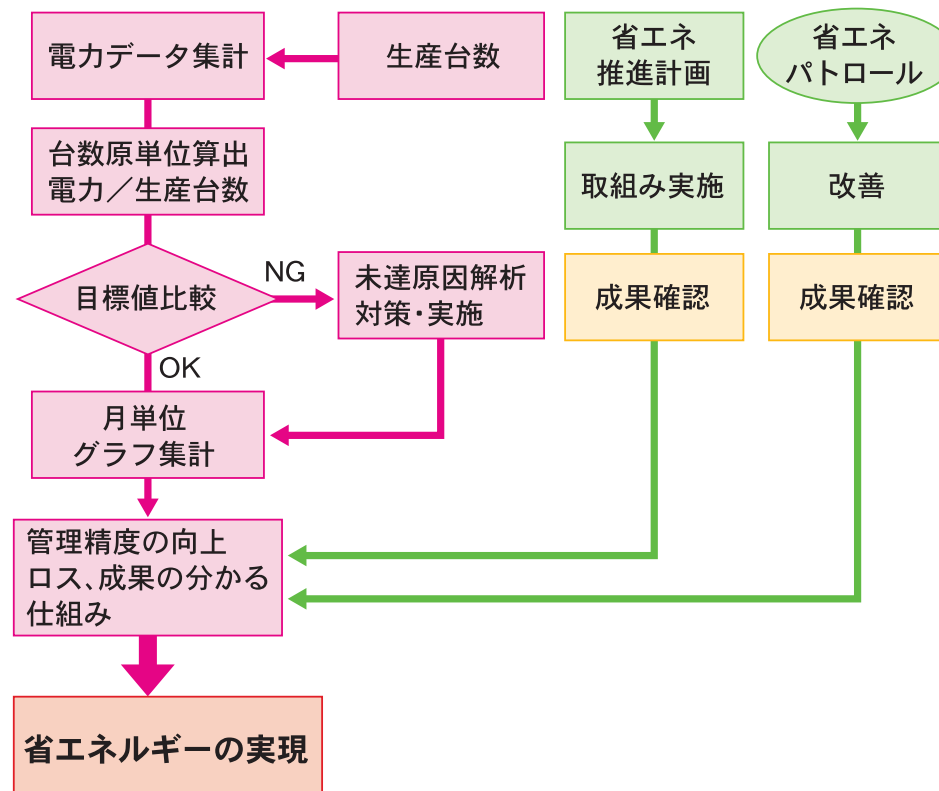 電力データ集計
生産台数
省エネ
推進計画
省エネ
パトロール
台数原単位算出
電力／生産台数
取組み実施
改善
目標値比較
NG
未達原因解析
対策・実施
成果確認
成果確認
OK
月単位
グラフ集計
管理精度の向上
ロス、成果の分かる
仕組み
省エネルギーの実現